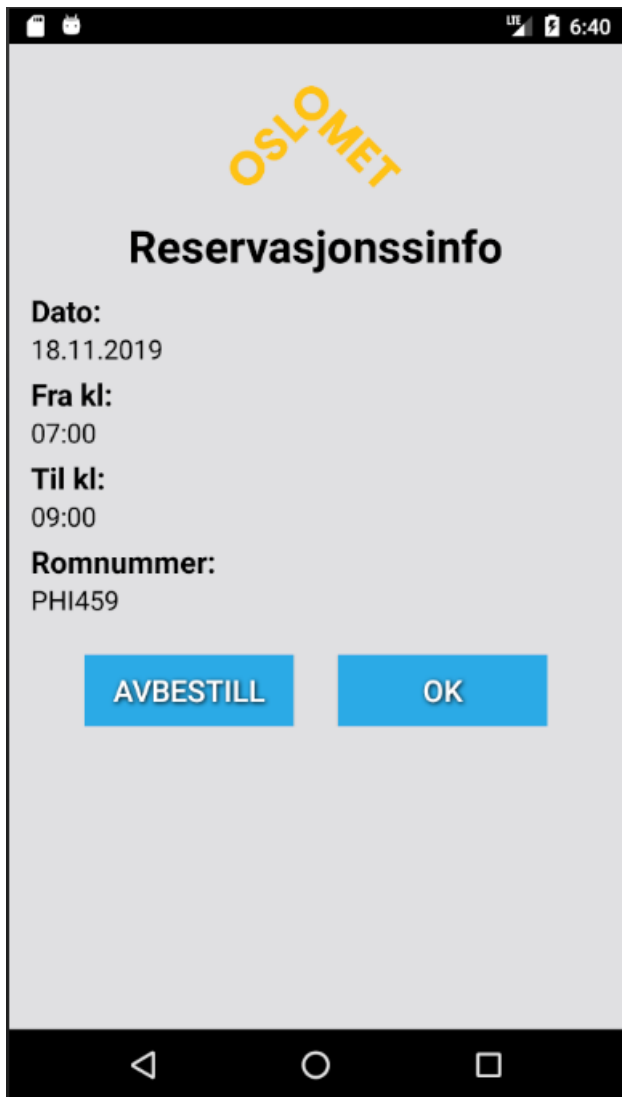 LTE 6:40
OSLOMET
Reservasjonssinfo
Dato:
18.11.2019
Fra kl:
07:00
Til kl:
09:00
Romnummer:
PHI459
AVBESTILL OK